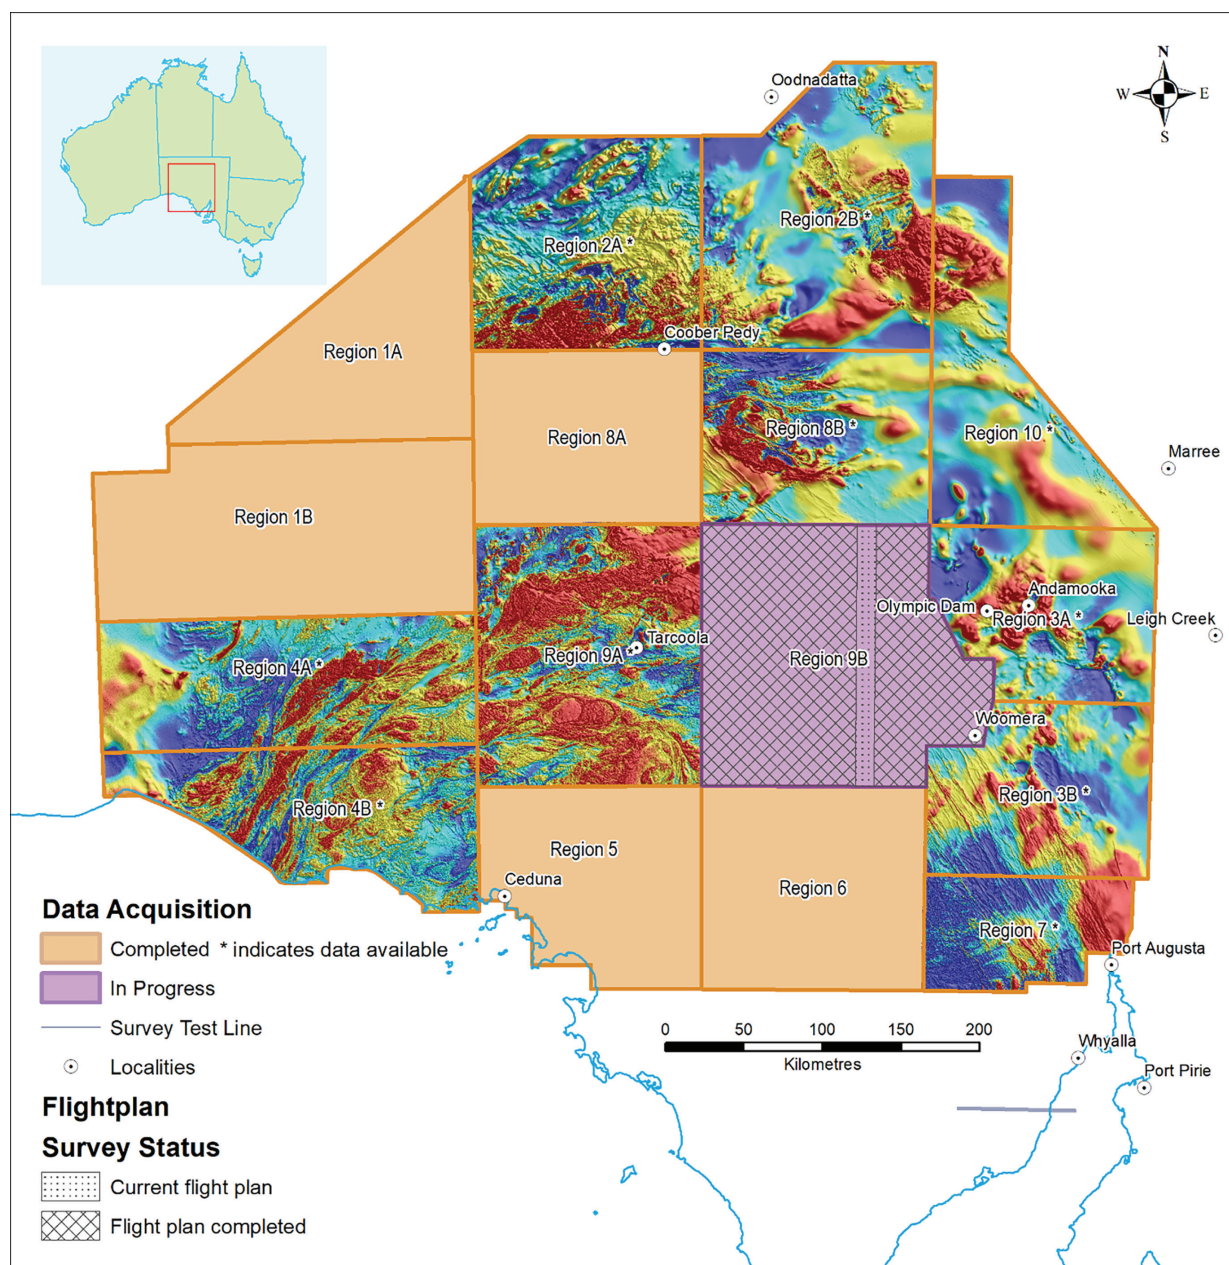 N
W E
S
Oodnadatta
Region 2A *
Region 2B *
Coober Pedy
Region 1A
Region 8A
Region 8B *
Region 10 *
Marree
Region 1B
Andamooka
Olympic Dam
Region 3A *
Leigh Creek
Tarcoola
Region 9A *
Region 9B
Region 4A *
Woomera
Region 3B *
Region 4B *
Region 5
Ceduna
Region 6
Region 7 *
Port Augusta
Data Acquisition
Completed * indicates data available
In Progress
Survey Test Line
Localities
Flightplan
Survey Status
Current flight plan
Flight plan completed
0 50 100 150 200
Kilometres
Whyalla
Port Pirie